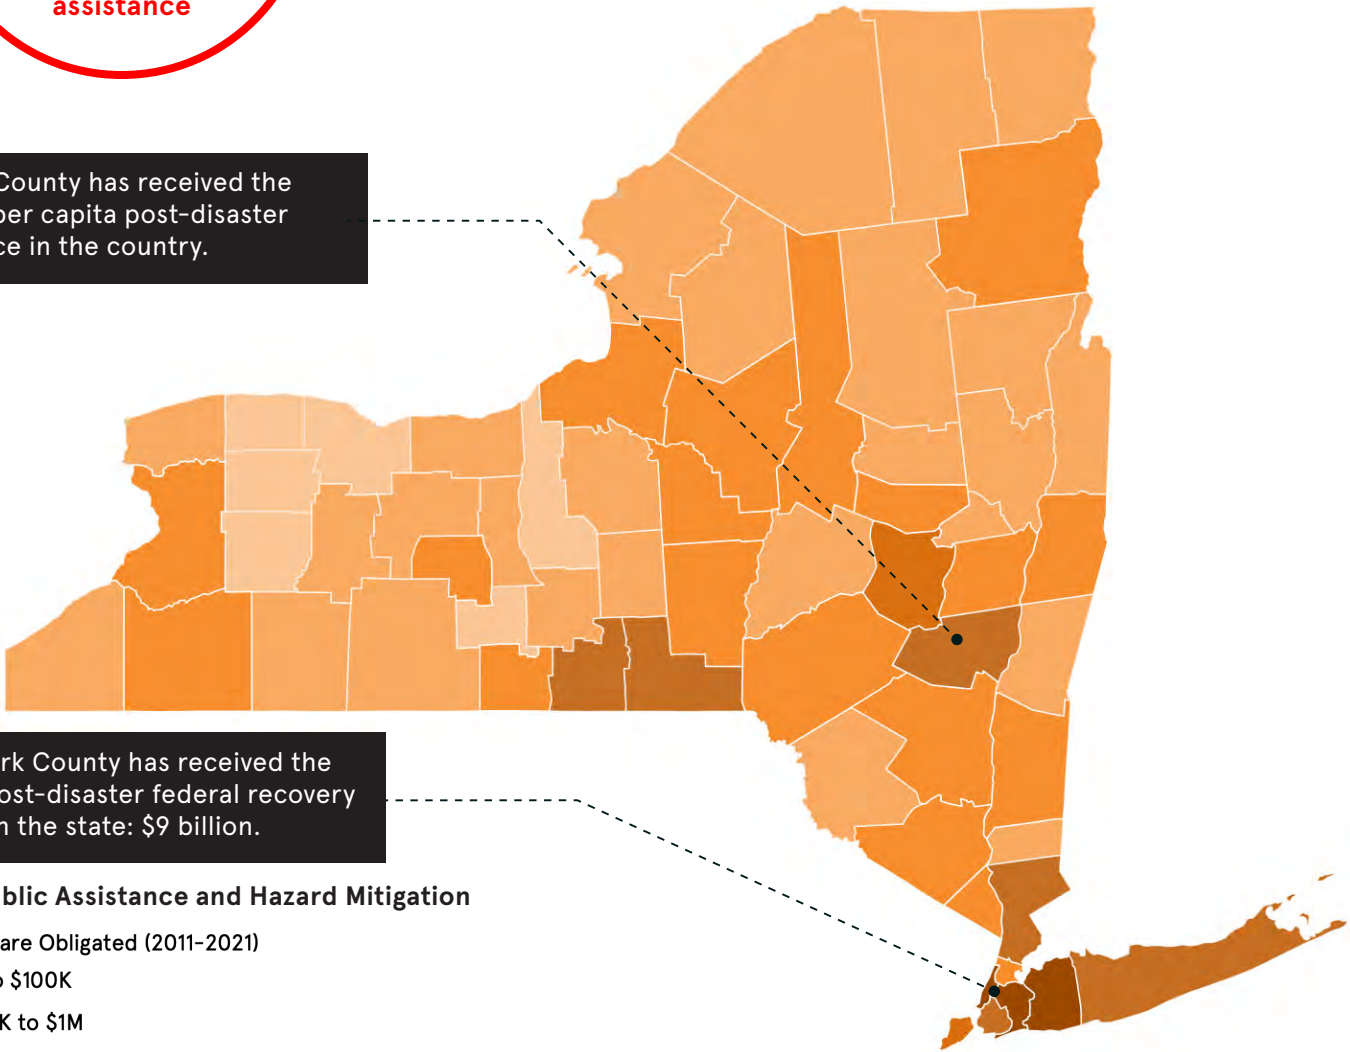 assistance
County has received the
per capita post-disaster
ce in the country.
rk County has received the
ost-disaster federal recovery
n the state: $9 billion.
blic Assistance and Hazard Mitigation
are Obligated (2011-2021)
o $100K
K to $1M